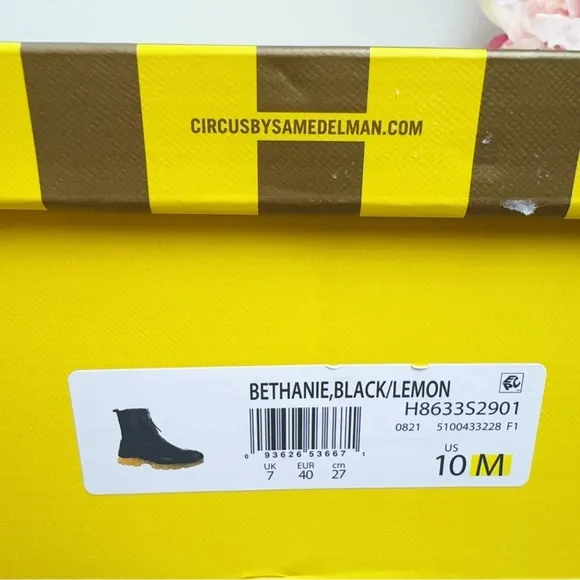 CIRCUSBYSAMEDELMAN.COM
BETHANIE,BLACK/LEMON
H8633S2901
0821 5100433228 F1
0 93626 53667 1
UK EUR cm
7 40 27
US
10 M